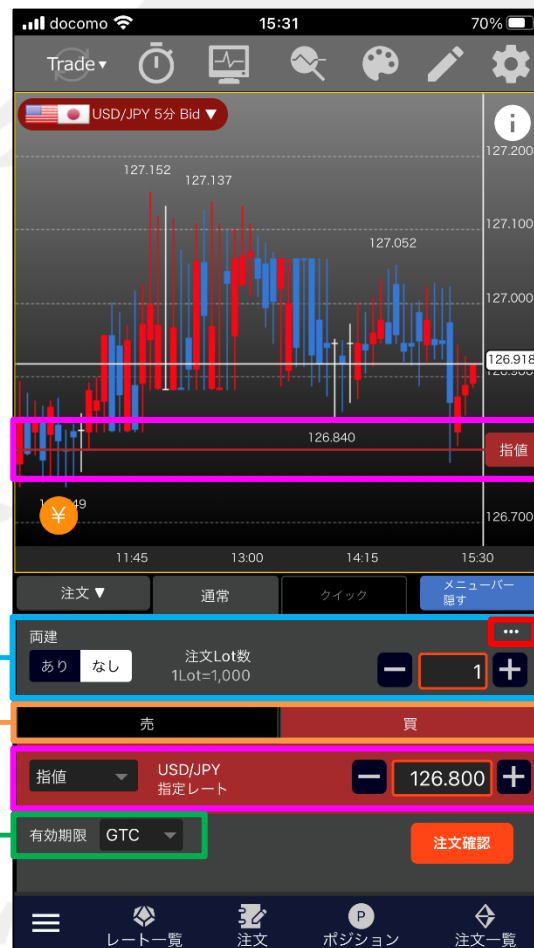 docomo
15:31
70%
Trade▼
USD/JPY 5分 Bid ▼
i
127.200
127.152
127.137
127.100
127.052
127.000
126.918
126.840
指値
¥
126.700
11:45
13:00
14:15
15:30
注文▼
通常
クイック
メニューバー
隠す
両建
•••
あり
なし
注文Lot数
1Lot=1,000
1
売
買
指値
USD/JPY
指定レート
126.800
有効期限
GTC
注文確認
レート一覧
注文
P
ポジション
注文一覧